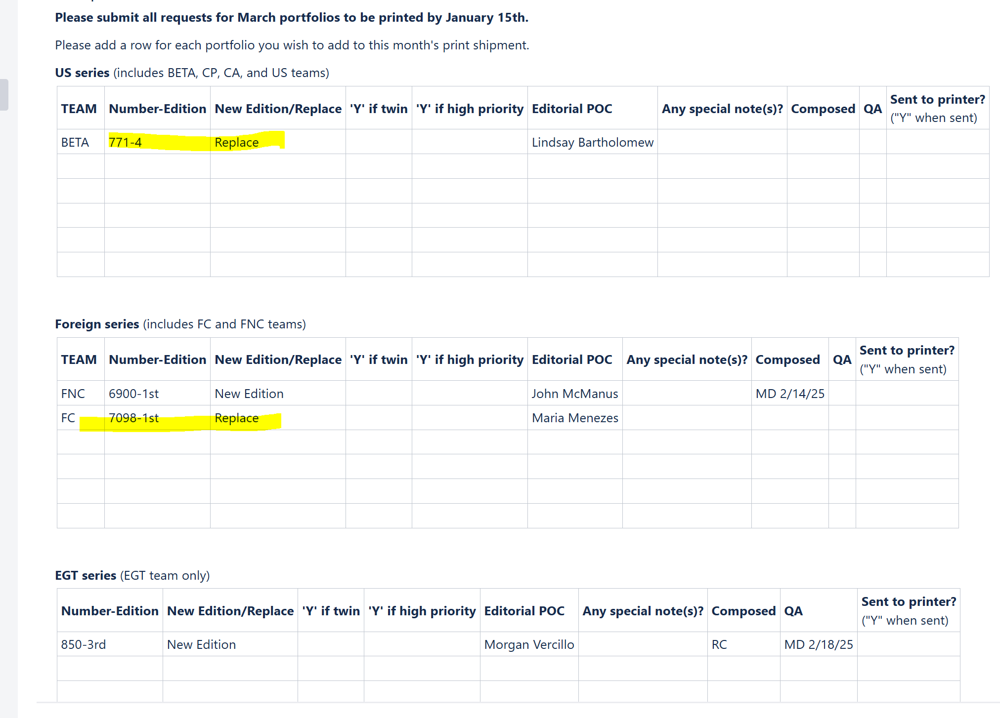 Please submit all requests for March portfolios to be printed by January 15th.
Please add a row for each portfolio you wish to add to this month's print shipment.
US series (includes BETA, CP, CA, and US teams)
TEAM Number-Edition New Edition/Replace 'Y' if twin 'Y' if high priority Editorial POC Any special note(s)? Composed QA Sent to printer? ("Y" when sent)
BETA 771-4 Replace Lindsay Bartholomew
Foreign series (includes FC and FNC teams)
TEAM Number-Edition New Edition/Replace 'Y' if twin 'Y' if high priority Editorial POC Any special note(s)? Composed QA Sent to printer? ("Y" when sent)
FNC 6900-1st New Edition John McManus MD 2/14/25
FC 7098-1st Replace Maria Menezes
EGT series (EGT team only)
Number-Edition New Edition/Replace 'Y' if twin 'Y' if high priority Editorial POC Any special note(s)? Composed QA Sent to printer? ("Y" when sent)
850-3rd New Edition Morgan Vercillo RC MD 2/18/25